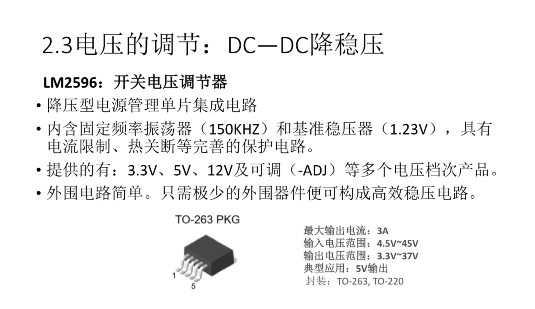 2.3电压的调节：DC—DC降稳压
LM2596：开关电压调节器
• 降压型电源管理单片集成电路
• 内含固定频率振荡器（150KHZ）和基准稳压器（1.23V），具有
电流限制、热关断等完善的保护电路。
• 提供的有：3.3V、5V、12V及可调（-ADJ）等多个电压档次产品。
• 外围电路简单。只需极少的外围器件便可构成高效稳压电路。
TO-263 PKG
1
5
最大输出电流：3A
输入电压范围：4.5V~45V
输出电压范围：3.3V~37V
典型应用：5V输出
封装：TO-263, TO-220